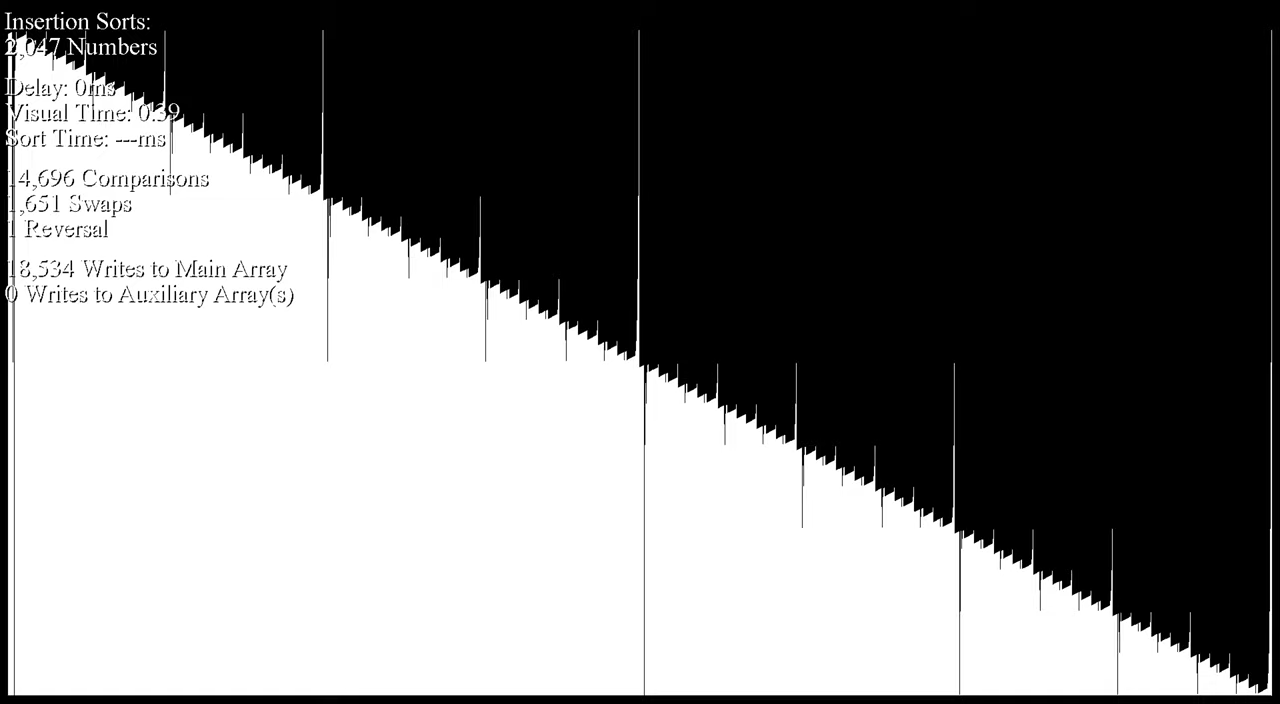 Insertion Sorts:
2,047 Numbers
Delay: 0ms
Visual Time: 0:39
Sort Time: ---ms
14,696 Comparisons
1,651 Swaps
1 Reversal
18,534 Writes to Main Array
0 Writes to Auxiliary Array(s)